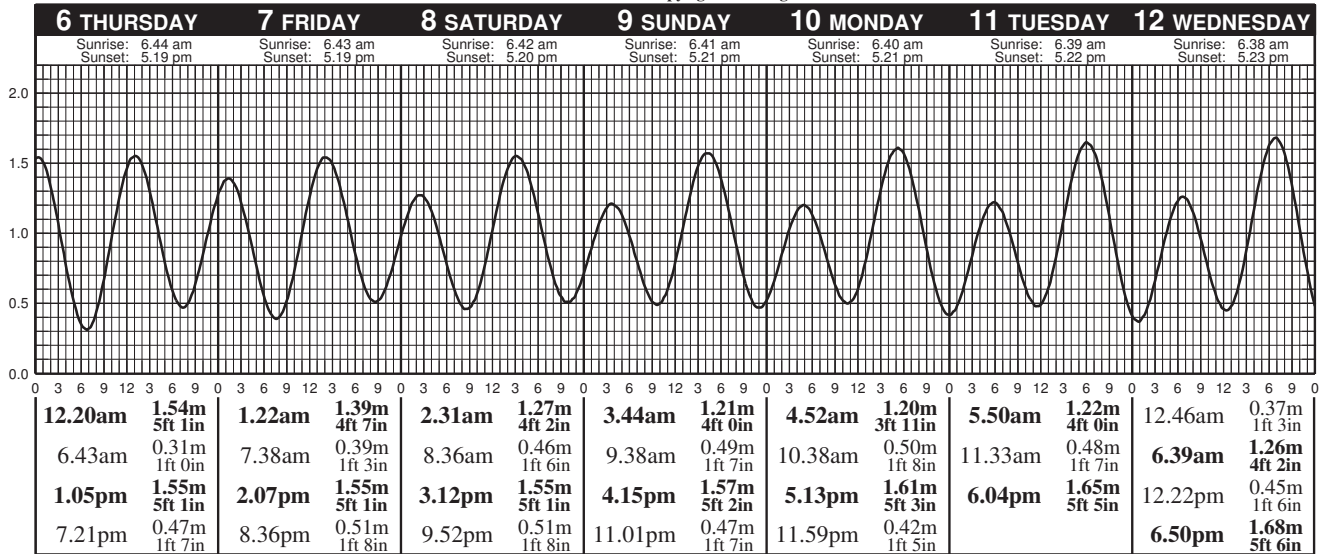 6 THURSDAY 7 FRIDAY 8 SATURDAY 9 SUNDAY 10 MONDAY 11 TUESDAY 12 WEDNESDAY
Sunrise: 6.44 am Sunrise: 6.43 am Sunrise: 6.42 am Sunrise: 6.41 am Sunrise: 6.40 am Sunrise: 6.39 am Sunrise: 6.38 am
Sunset: 5.19 pm Sunset: 5.19 pm Sunset: 5.20 pm Sunset: 5.21 pm Sunset: 5.21 pm Sunset: 5.22 pm Sunset: 5.23 pm
2.0
1.5
1.0
0.5
0.0
0 3 6 9 12 3 6 9 0 3 6 9 12 3 6 9 0 3 6 9 12 3 6 9 0 3 6 9 12 3 6 9 0 3 6 9 12 3 6 9 0 3 6 9 12 3 6 9 0 3 6 9 12 3 6 9 0
12.20am 1.54m 1.22am 1.39m 2.31am 1.27m 3.44am 1.21m 4.52am 1.20m 5.50am 1.22m 12.46am 0.37m
5ft 1in 4ft 7in 4ft 2in 4ft 0in 3ft 11in 4ft 0in 1ft 3in
6.43am 0.31m 7.38am 0.39m 8.36am 0.46m 9.38am 0.49m 10.38am 0.50m 11.33am 0.48m 6.39am 1.26m
1ft 0in 1ft 3in 1ft 6in 1ft 7in 1ft 8in 1ft 7in 4ft 2in
1.05pm 1.55m 2.07pm 1.55m 3.12pm 1.55m 4.15pm 1.57m 5.13pm 1.61m 6.04pm 1.65m 12.22pm 0.45m
5ft 1in 5ft 1in 5ft 1in 5ft 2in 5ft 3in 5ft 5in 1ft 6in
7.21pm 0.47m 8.36pm 0.51m 9.52pm 0.51m 11.01pm 0.47m 11.59pm 0.42m 6.50pm 1.68m
1ft 7in 1ft 8in 1ft 8in 1ft 7in 1ft 5in 5ft 6in